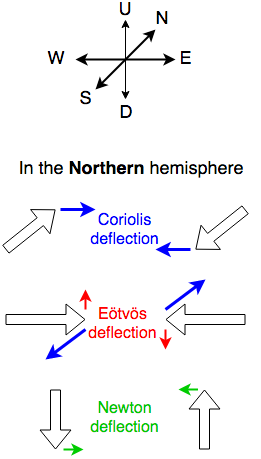 U
N
W E
S
D
In the Northern hemisphere
Coriolis
deflection
Eötvös
deflection
Newton
deflection